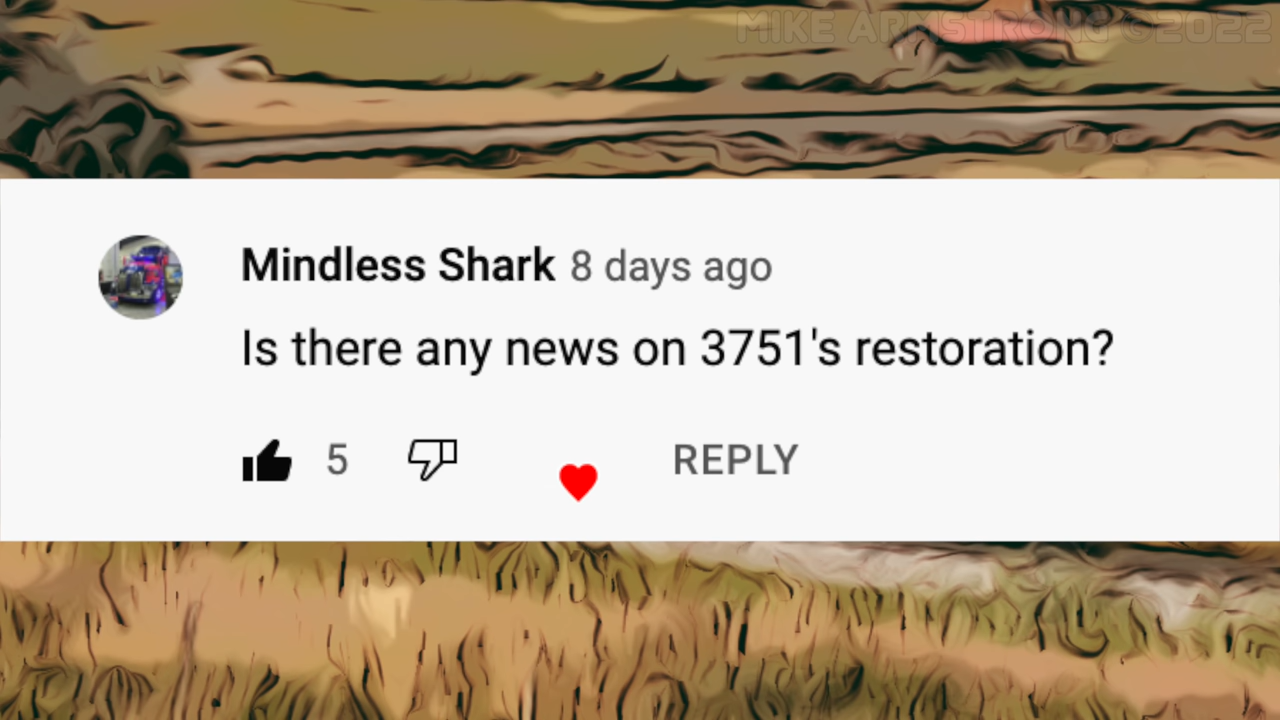 MIKE ARMSTRONG ©2022
Mindless Shark 8 days ago
Is there any news on 3751's restoration?
5 REPLY